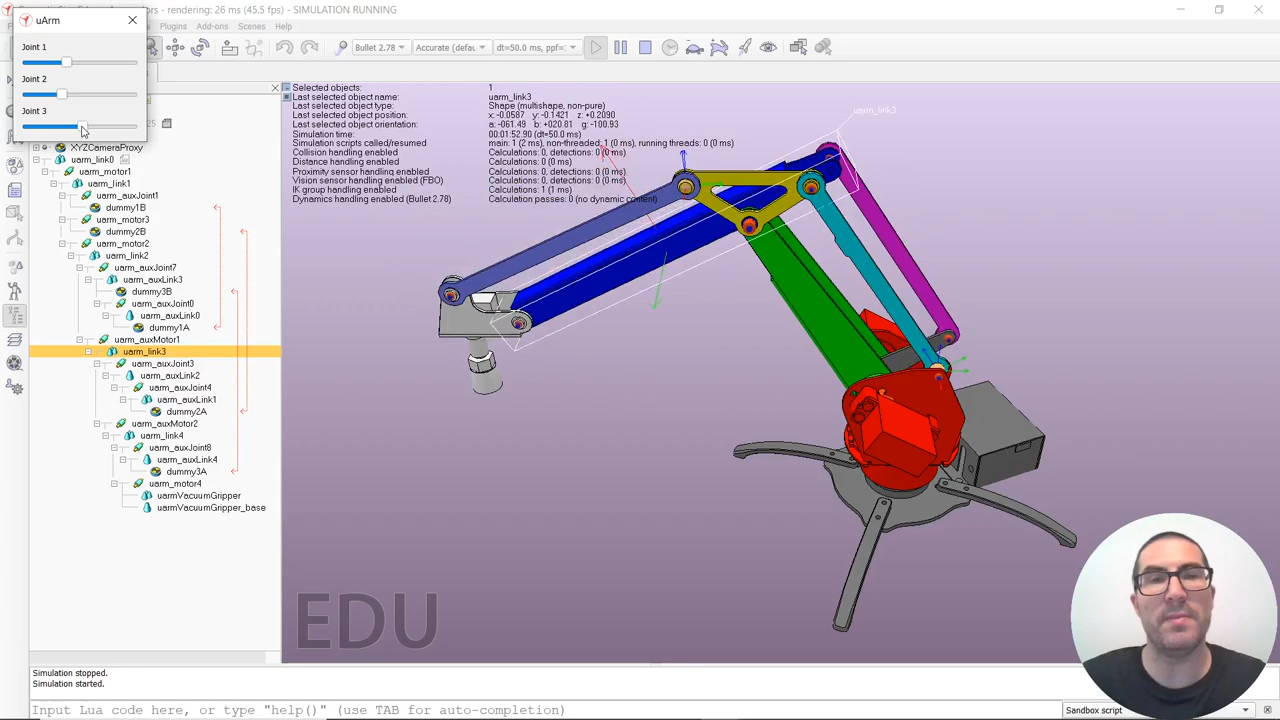 - rendering: 26 ms (45.5 fps) - SIMULATION RUNNING
uArm
Plugins Add-ons Scenes Help
Joint 1
Bullet 2.78
Accurate (defau
dt=50.0 ms, ppf=
Joint 2
Joint 3
Selected objects: 1
Last selected object name: uarm_link3
Last selected object type: Shape (multishape, non-pure)
Last selected object position: x: -0.0587 y: -0.1421 z: +0.2090
Last selected object orientation: a: -061.49 b: +020.81 g: -100.93
Simulation time: 00:01:52.90 (dt=50.0 ms)
Simulation scripts called/resumed main: 1 (2 ms), non-threaded: 1 (0 ms), running threads: 0 (0 ms)
Collision handling enabled Calculations: 0, detections: 0 (0 ms)
Distance handling enabled Calculations: 0 (0 ms)
Proximity sensor handling enabled Calculations: 0, detections: 0 (0 ms)
Vision sensor handling enabled (FBO) Calculations: 0, detections: 0 (0 ms)
IK group handling enabled Calculations: 1 (1 ms)
Dynamics handling enabled (Bullet 2.78) Calculations passes: 0 (no dynamic content)
uarm_link3
XYZCameraProxy
uarm_link0
uarm_motor1
uarm_link1
uarm_auxJoint1
dummy1B
uarm_motor3
dummy2B
uarm_motor2
uarm_link2
uarm_auxJoint7
uarm_auxLink3
dummy3B
uarm_auxJoint0
uarm_auxLink0
dummy1A
uarm_auxMotor1
uarm_link3
uarm_auxJoint3
uarm_auxLink2
uarm_auxJoint4
uarm_auxLink1
dummy2A
uarm_auxMotor2
uarm_link4
uarm_auxJoint8
uarm_auxLink4
dummy3A
uarm_motor4
uarmVacuumGripper
uarmVacuumGripper_base
EDU
Simulation stopped.
Simulation started.
Input Lua code here, or type "help()" (use TAB for auto-completion)
Sandbox script